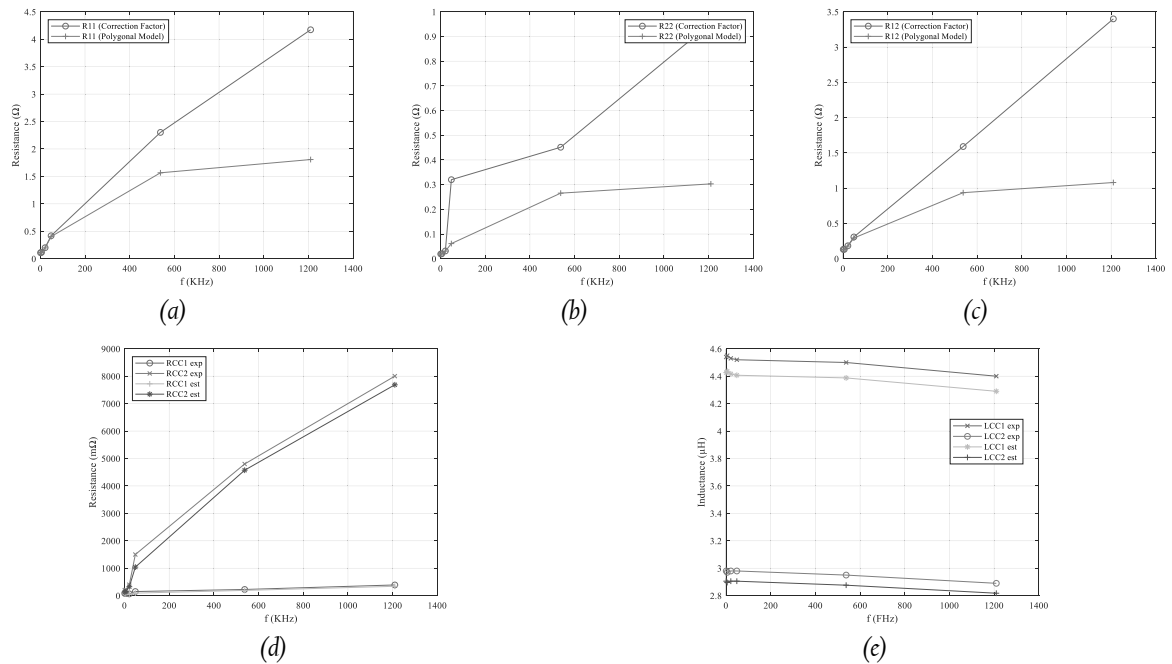 4.5
4
3.5
3
2.5
2
1.5
1
0.5
0
Resistance (Ω)
R11 (Correction Factor)
R11 (Polygonal Model)
0 200 400 600 800 1000 1200 1400
f (KHz)
(a)
1
0.9
0.8
0.7
0.6
0.5
0.4
0.3
0.2
0.1
0
Resistance (Ω)
R22 (Correction Factor)
R22 (Polygonal Model)
0 200 400 600 800 1000 1200 1400
f (KHz)
(b)
3.5
3
2.5
2
1.5
1
0.5
0
Resistance (Ω)
R12 (Correction Factor)
R12 (Polygonal Model)
0 200 400 600 800 1000 1200 1400
f (KHz)
(c)
9000
8000
7000
6000
5000
4000
3000
2000
1000
0
Resistance (mΩ)
RCC1 exp
RCC2 exp
RCC1 est
RCC2 est
0 200 400 600 800 1000 1200 1400
f (KHz)
(d)
4.6
4.4
4.2
4
3.8
3.6
3.4
3.2
3
2.8
Inductance (µH)
LCC1 exp
LCC2 exp
LCC1 est
LCC2 est
0 200 400 600 800 1000 1200 1400
f (FHz)
(e)